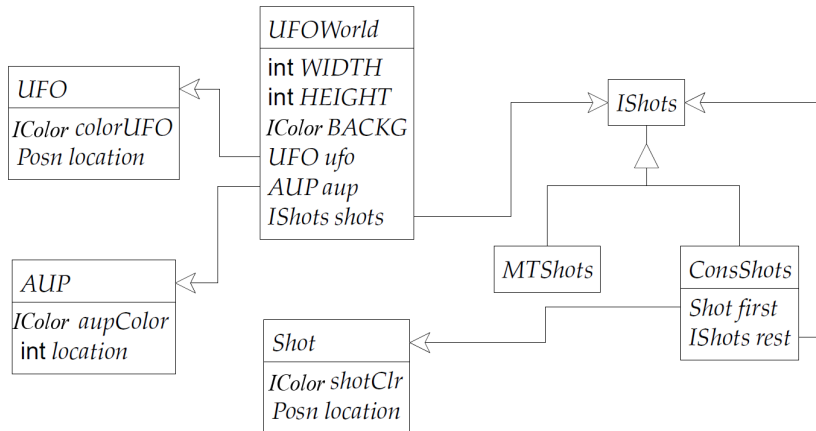 UFOWorld
int WIDTH
int HEIGHT
IColor BACKG
UFO ufo
AUP aup
IShots shots
UFO
IColor colorUFO
Posn location
AUP
IColor aupColor
int location
IShots
MTShots
ConsShots
Shot first
IShots rest
Shot
IColor shotClr
Posn location